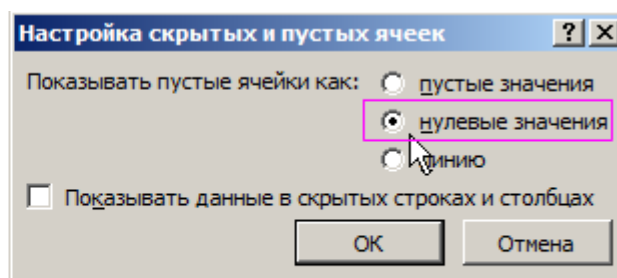 Настройка скрытых и пустых ячеек ? X
Показывать пустые ячейки как: пустые значения
нулевые значения
линию
Показывать данные в скрытых строках и столбцах
ОК Отмена